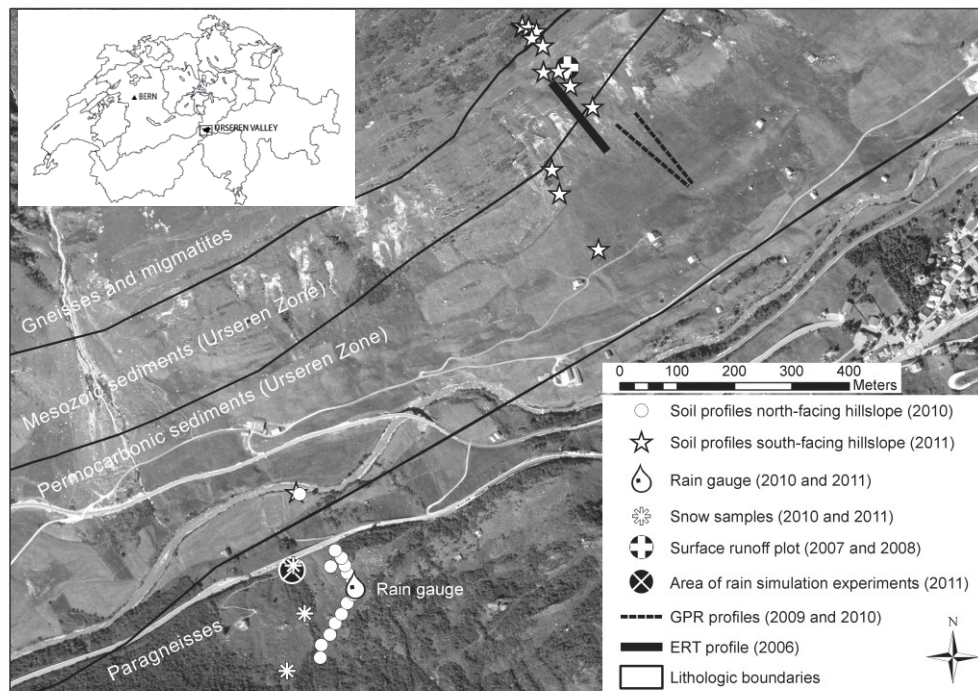 BERN
URSEREN VALLEY
Gneisses and migmatites
Mesozoic sediments (Urseren Zone)
Permocarbonic sediments (Urseren Zone)
Paragneisses
Rain gauge
0 100 200 300 400
Meters
Soil profiles north-facing hillslope (2010)
Soil profiles south-facing hillslope (2011)
Rain gauge (2010 and 2011)
Snow samples (2010 and 2011)
Surface runoff plot (2007 and 2008)
Area of rain simulation experiments (2011)
GPR profiles (2009 and 2010)
ERT profile (2006)
Lithologic boundaries
N